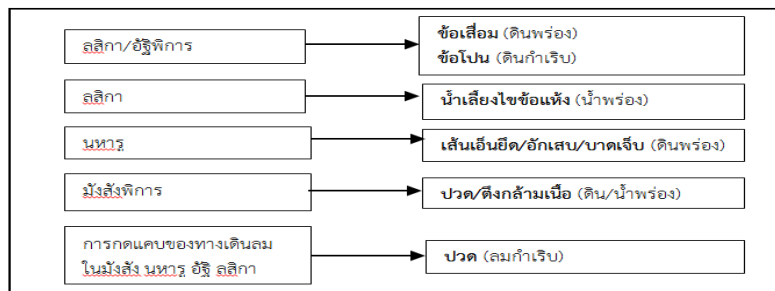 ลสิกา/อัฐิพิการ
ข้อเสื่อม (ดินพร่อง)
ข้อโปน (ดินกำเริบ)
ลสิกา
น้ำเลี้ยงไขข้อแห้ง (น้ำพร่อง)
นหารู
เส้นเอ็นยึด/อักเสบ/บาดเจ็บ (ดินพร่อง)
มังสังพิการ
ปวด/ตึงกล้ามเนื้อ (ดิน/น้ำพร่อง)
การกดแคบของทางเดินลม
ในมังสัง นหารู อัฐิ ลสิกา
ปวด (ลมกำเริบ)